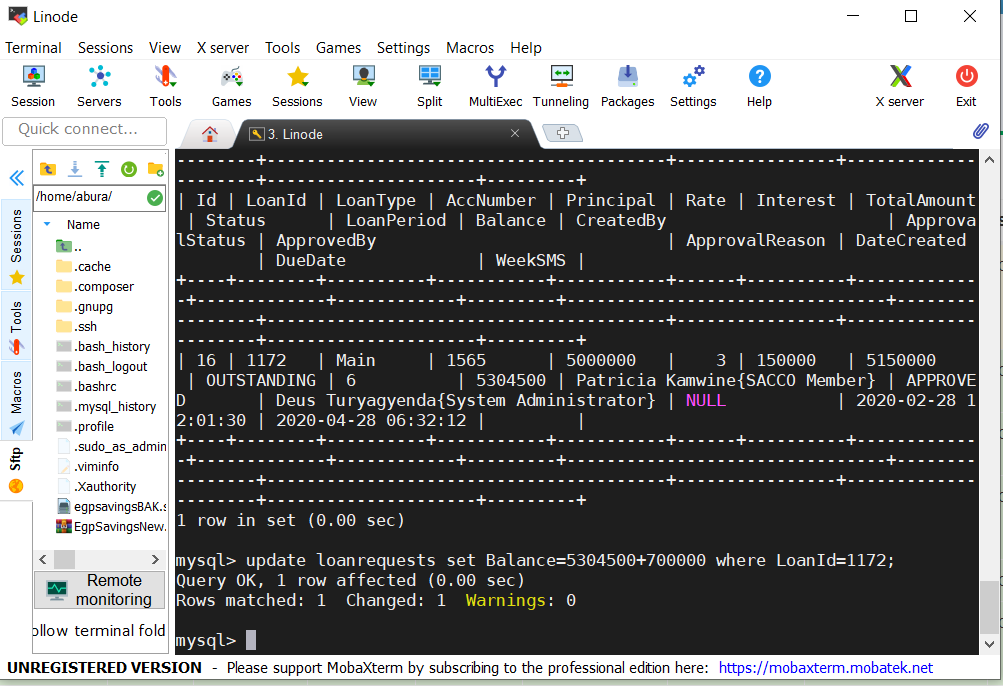 Linode
Terminal Sessions View X server Tools Games Settings Macros Help
Session Servers Tools Games Sessions View Split MultiExec Tunneling Packages Settings Help X server Exit
Quick connect...
3. Linode
/home/abura/
Name
..
.cache
.composer
.gnupg
.ssh
.bash_history
.bash_logout
.bashrc
.mysql_history
.profile
.sudo_as_admin
.viminfo
.Xauthority
egpsavingsBAK.s
EgpSavingsNew.
Sessions
Tools
Macros
Sftp
Remote
monitoring
ollow terminal fold
--------+----------------------------------------+----------------+-------------
--------+---------------------+---------+
| Id | LoanId | LoanType | AccNumber | Principal | Rate | Interest | TotalAmount
 | Status      | LoanPeriod | Balance | CreatedBy                      | Approva
lStatus | ApprovedBy                             | ApprovalReason | DateCreated
        | DueDate             | WeekSMS |
+----+--------+----------+-----------+-----------+------+----------+------------
-+-------------+------------+---------+--------------------------------+--------
--------+----------------------------------------+----------------+-------------
--------+---------------------+---------+
| 16 | 1172   | Main     | 1565      | 5000000   |    3 | 150000   | 5150000
 | OUTSTANDING | 6          | 5304500 | Patricia Kamwine{SACCO Member} | APPROVE
D       | Deus Turyagyenda{System Administrator} | NULL           | 2020-02-28 1
2:01:30 | 2020-04-28 06:32:12 |         |
+----+--------+----------+-----------+-----------+------+----------+------------
-+-------------+------------+---------+--------------------------------+--------
--------+----------------------------------------+----------------+-------------
--------+---------------------+---------+
1 row in set (0.00 sec)
mysql> update loanrequests set Balance=5304500+700000 where LoanId=1172;
Query OK, 1 row affected (0.00 sec)
Rows matched: 1  Changed: 1  Warnings: 0
mysql>
UNREGISTERED VERSION - Please support MobaXterm by subscribing to the professional edition here: https://mobaxterm.mobatek.net